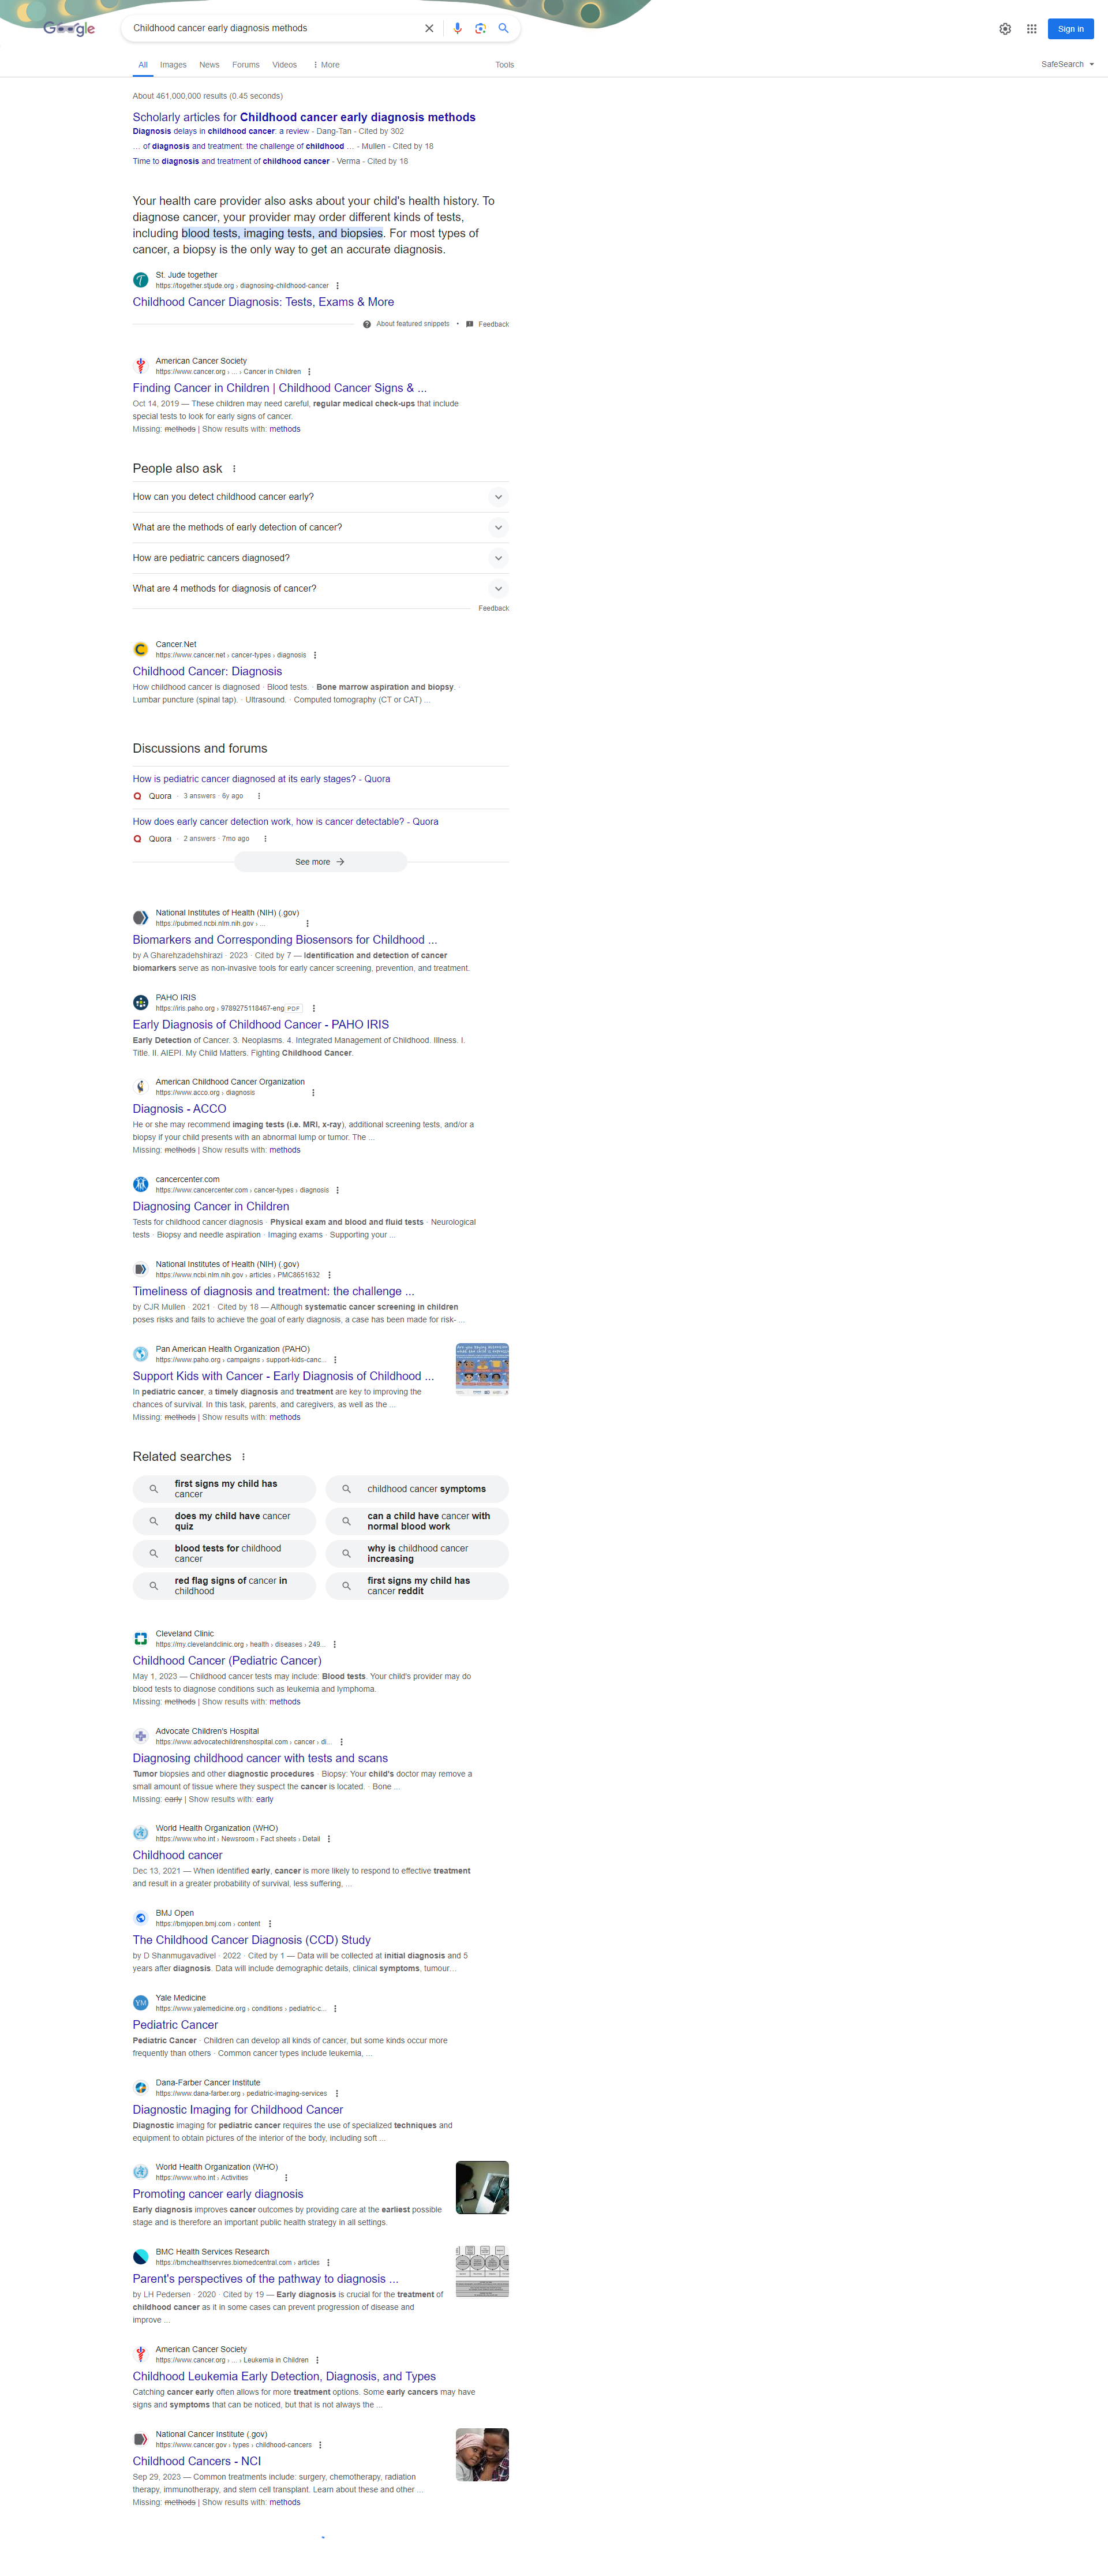 Google
Childhood cancer early diagnosis methods
Sign in
All Images News Forums Videos More Tools
SafeSearch
About 461,000,000 results (0.45 seconds)
Scholarly articles for Childhood cancer early diagnosis methods
Diagnosis delays in childhood cancer: a review - Dang-Tan - Cited by 302
… of diagnosis and treatment: the challenge of childhood … - Mullen - Cited by 18
Time to diagnosis and treatment of childhood cancer - Verma - Cited by 18
Your health care provider also asks about your child's health history. To
diagnose cancer, your provider may order different kinds of tests,
including blood tests, imaging tests, and biopsies. For most types of
cancer, a biopsy is the only way to get an accurate diagnosis.
St. Jude together
https://together.stjude.org › diagnosing-childhood-cancer
Childhood Cancer Diagnosis: Tests, Exams & More
About featured snippets • Feedback
American Cancer Society
https://www.cancer.org › ... › Cancer in Children
Finding Cancer in Children | Childhood Cancer Signs & ...
Oct 14, 2019 — These children may need careful, regular medical check-ups that include
special tests to look for early signs of cancer.
Missing: methods | Show results with: methods
People also ask
How can you detect childhood cancer early?
What are the methods of early detection of cancer?
How are pediatric cancers diagnosed?
What are 4 methods for diagnosis of cancer?
Feedback
Cancer.Net
https://www.cancer.net › cancer-types › diagnosis
Childhood Cancer: Diagnosis
How childhood cancer is diagnosed · Blood tests. · Bone marrow aspiration and biopsy. ·
Lumbar puncture (spinal tap). · Ultrasound. · Computed tomography (CT or CAT) ...
Discussions and forums
How is pediatric cancer diagnosed at its early stages? - Quora
Quora · 3 answers · 6y ago
How does early cancer detection work, how is cancer detectable? - Quora
Quora · 2 answers · 7mo ago
See more
National Institutes of Health (NIH) (.gov)
https://pubmed.ncbi.nlm.nih.gov › ...
Biomarkers and Corresponding Biosensors for Childhood ...
by A Gharehzadehshirazi · 2023 · Cited by 7 — Identification and detection of cancer
biomarkers serve as non-invasive tools for early cancer screening, prevention, and treatment.
PAHO IRIS
https://iris.paho.org › 9789275118467-eng PDF
Early Diagnosis of Childhood Cancer - PAHO IRIS
Early Detection of Cancer. 3. Neoplasms. 4. Integrated Management of Childhood. Illness. I.
Title. II. AIEPI. My Child Matters. Fighting Childhood Cancer.
American Childhood Cancer Organization
https://www.acco.org › diagnosis
Diagnosis - ACCO
He or she may recommend imaging tests (i.e. MRI, x-ray), additional screening tests, and/or a
biopsy if your child presents with an abnormal lump or tumor. The ...
Missing: methods | Show results with: methods
cancercenter.com
https://www.cancercenter.com › cancer-types › diagnosis
Diagnosing Cancer in Children
Tests for childhood cancer diagnosis · Physical exam and blood and fluid tests · Neurological
tests · Biopsy and needle aspiration · Imaging exams · Supporting your ...
National Institutes of Health (NIH) (.gov)
https://www.ncbi.nlm.nih.gov › articles › PMC8651632
Timeliness of diagnosis and treatment: the challenge ...
by CJR Mullen · 2021 · Cited by 18 — Although systematic cancer screening in children
poses risks and fails to achieve the goal of early diagnosis, a case has been made for risk- ...
Pan American Health Organization (PAHO)
https://www.paho.org › campaigns › support-kids-canc...
Support Kids with Cancer - Early Diagnosis of Childhood ...
In pediatric cancer, a timely diagnosis and treatment are key to improving the
chances of survival. In this task, parents, and caregivers, as well as the ...
Missing: methods | Show results with: methods
Related searches
first signs my child has
cancer
childhood cancer symptoms
does my child have cancer
quiz
can a child have cancer with
normal blood work
blood tests for childhood
cancer
why is childhood cancer
increasing
red flag signs of cancer in
childhood
first signs my child has
cancer reddit
Cleveland Clinic
https://my.clevelandclinic.org › health › diseases › 249...
Childhood Cancer (Pediatric Cancer)
May 1, 2023 — Childhood cancer tests may include: Blood tests. Your child's provider may do
blood tests to diagnose conditions such as leukemia and lymphoma.
Missing: methods | Show results with: methods
Advocate Children's Hospital
https://www.advocatechildrenshospital.com › cancer › di...
Diagnosing childhood cancer with tests and scans
Tumor biopsies and other diagnostic procedures · Biopsy: Your child's doctor may remove a
small amount of tissue where they suspect the cancer is located. · Bone ...
Missing: early | Show results with: early
World Health Organization (WHO)
https://www.who.int › Newsroom › Fact sheets › Detail
Childhood cancer
Dec 13, 2021 — When identified early, cancer is more likely to respond to effective treatment
and result in a greater probability of survival, less suffering, ...
BMJ Open
https://bmjopen.bmj.com › content
The Childhood Cancer Diagnosis (CCD) Study
by D Shanmugavadivel · 2022 · Cited by 1 — Data will be collected at initial diagnosis and 5
years after diagnosis. Data will include demographic details, clinical symptoms, tumour...
YM
Yale Medicine
https://www.yalemedicine.org › conditions › pediatric-c...
Pediatric Cancer
Pediatric Cancer · Children can develop all kinds of cancer, but some kinds occur more
frequently than others · Common cancer types include leukemia, ...
Dana-Farber Cancer Institute
https://www.dana-farber.org › pediatric-imaging-services
Diagnostic Imaging for Childhood Cancer
Diagnostic imaging for pediatric cancer requires the use of specialized techniques and
equipment to obtain pictures of the interior of the body, including soft ...
World Health Organization (WHO)
https://www.who.int › Activities
Promoting cancer early diagnosis
Early diagnosis improves cancer outcomes by providing care at the earliest possible
stage and is therefore an important public health strategy in all settings.
BMC Health Services Research
https://bmchealthservres.biomedcentral.com › articles
Parent's perspectives of the pathway to diagnosis ...
by LH Pedersen · 2020 · Cited by 19 — Early diagnosis is crucial for the treatment of
childhood cancer as it in some cases can prevent progression of disease and
improve ...
American Cancer Society
https://www.cancer.org › ... › Leukemia in Children
Childhood Leukemia Early Detection, Diagnosis, and Types
Catching cancer early often allows for more treatment options. Some early cancers may have
signs and symptoms that can be noticed, but that is not always the ...
National Cancer Institute (.gov)
https://www.cancer.gov › types › childhood-cancers
Childhood Cancers - NCI
Sep 29, 2023 — Common treatments include: surgery, chemotherapy, radiation
therapy, immunotherapy, and stem cell transplant. Learn about these and other ...
Missing: methods | Show results with: methods